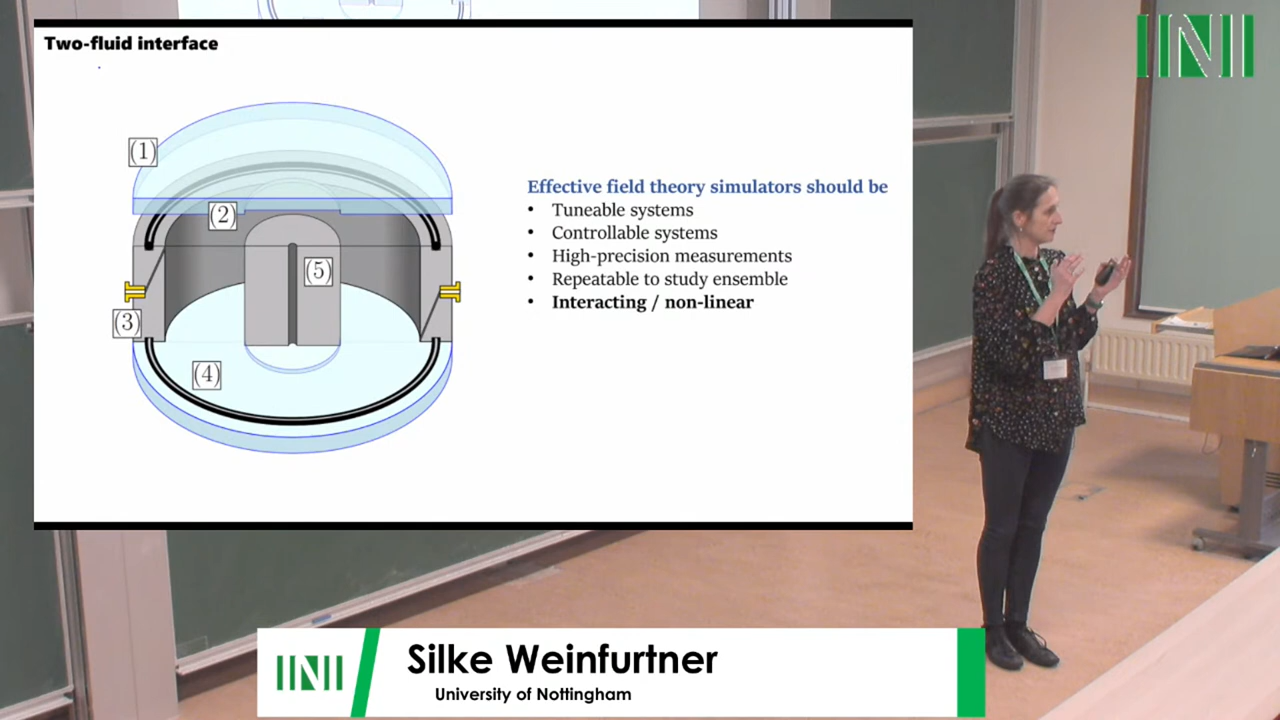 Two-fluid interface
INI
(1)
(2)
(5)
(3)
(4)
Effective field theory simulators should be
• Tuneable systems
• Controllable systems
• High-precision measurements
• Repeatable to study ensemble
• Interacting / non-linear
INI
Silke Weinfurtner
University of Nottingham